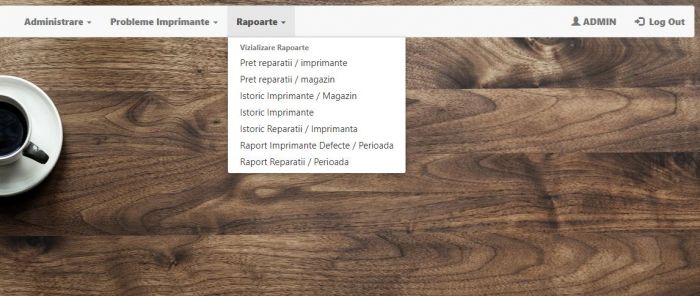 Administrare Probleme Imprimante Rapoarte ADMIN Log Out
Vizializare Rapoarte
Pret reparatii / imprimante
Pret reparatii / magazin
Istoric Imprimante / Magazin
Istoric Imprimante
Istoric Reparatii / Imprimanta
Raport Imprimante Defecte / Perioada
Raport Reparatii / Perioada